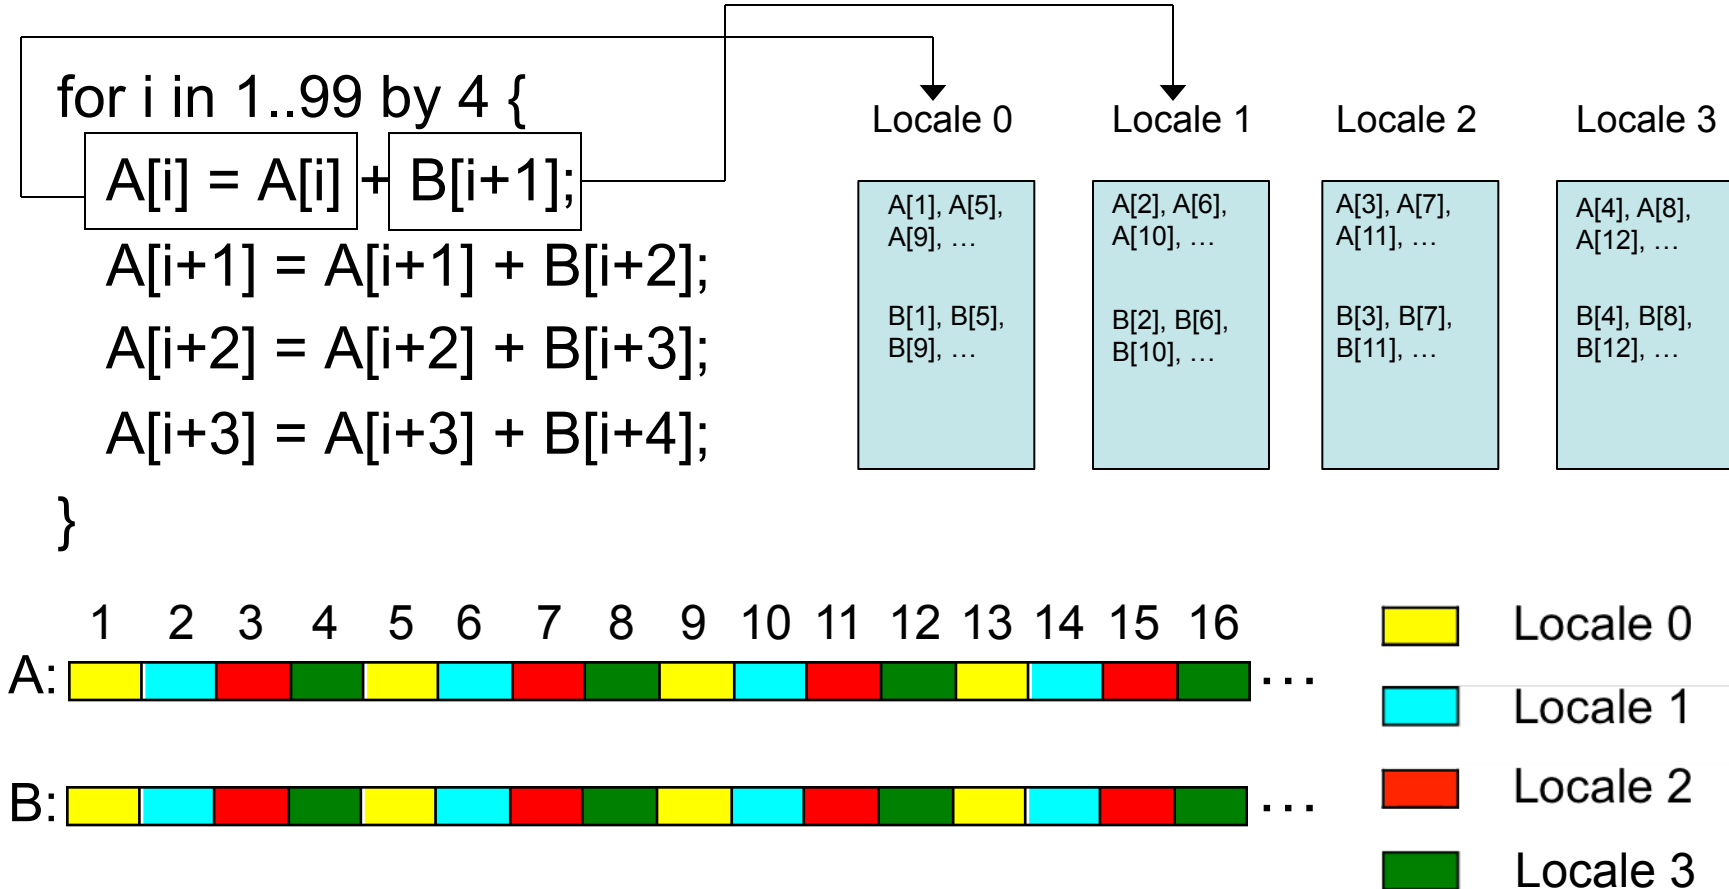 for i in 1..99 by 4 {
A[i] = A[i] + B[i+1];
A[i+1] = A[i+1] + B[i+2];
A[i+2] = A[i+2] + B[i+3];
A[i+3] = A[i+3] + B[i+4];
}
Locale 0
A[1], A[5],
A[9], …
B[1], B[5],
B[9], …
Locale 1
A[2], A[6],
A[10], …
B[2], B[6],
B[10], …
Locale 2
A[3], A[7],
A[11], …
B[3], B[7],
B[11], …
Locale 3
A[4], A[8],
A[12], …
B[4], B[8],
B[12], …
1 2 3 4 5 6 7 8 9 10 11 12 13 14 15 16
A: …
B: …
Locale 0
Locale 1
Locale 2
Locale 3